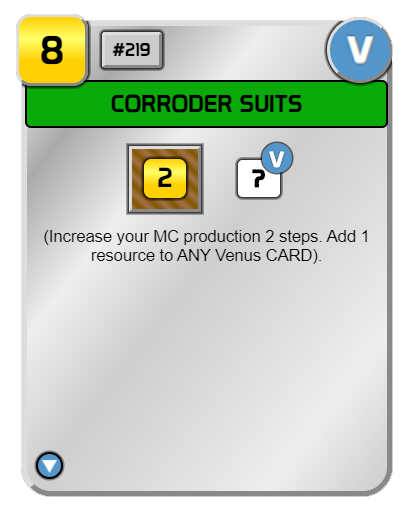 8 #219 V
CORRODER SUITS
2 ? V
(Increase your MC production 2 steps. Add 1
resource to ANY Venus CARD).